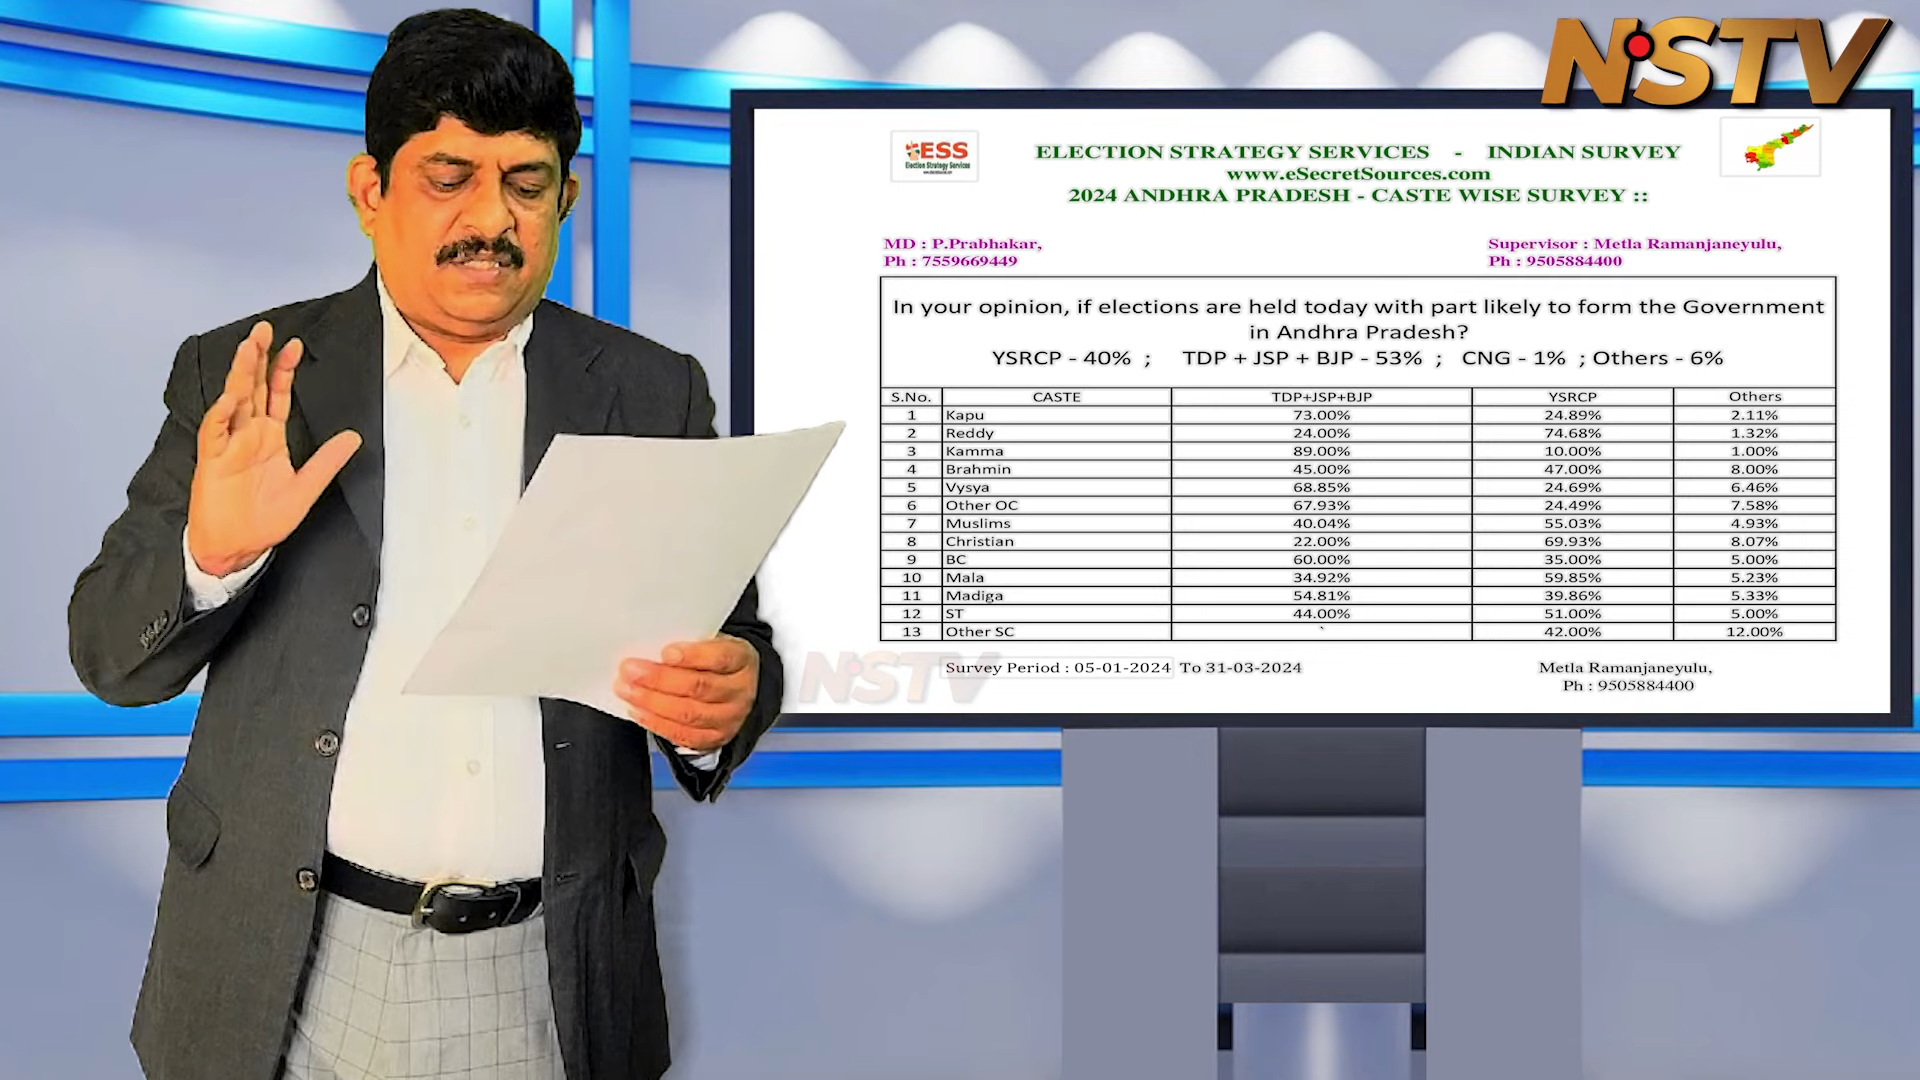 NSTV
ESS
Election Strategy Services
ELECTION STRATEGY SERVICES - INDIAN SURVEY
www.eSecretSources.com
2024 ANDHRA PRADESH - CASTE WISE SURVEY ::
MD : P.Prabhakar,
Ph : 7559669449
Supervisor : Metla Ramanjaneyulu,
Ph : 9505884400
In your opinion, if elections are held today with part likely to form the Government
in Andhra Pradesh?
YSRCP - 40% ; TDP + JSP + BJP - 53% ; CNG - 1% ; Others - 6%
S.No. CASTE TDP+JSP+BJP YSRCP Others
1 Kapu 73.00% 24.89% 2.11%
2 Reddy 24.00% 74.68% 1.32%
3 Kamma 89.00% 10.00% 1.00%
4 Brahmin 45.00% 47.00% 8.00%
5 Vysya 68.85% 24.69% 6.46%
6 Other OC 67.93% 24.49% 7.58%
7 Muslims 40.04% 55.03% 4.93%
8 Christian 22.00% 69.93% 8.07%
9 BC 60.00% 35.00% 5.00%
10 Mala 34.92% 59.85% 5.23%
11 Madiga 54.81% 39.86% 5.33%
12 ST 44.00% 51.00% 5.00%
13 Other SC ` 42.00% 12.00%
NSTV
Survey Period : 05-01-2024 To 31-03-2024
Metla Ramanjaneyulu,
Ph : 9505884400